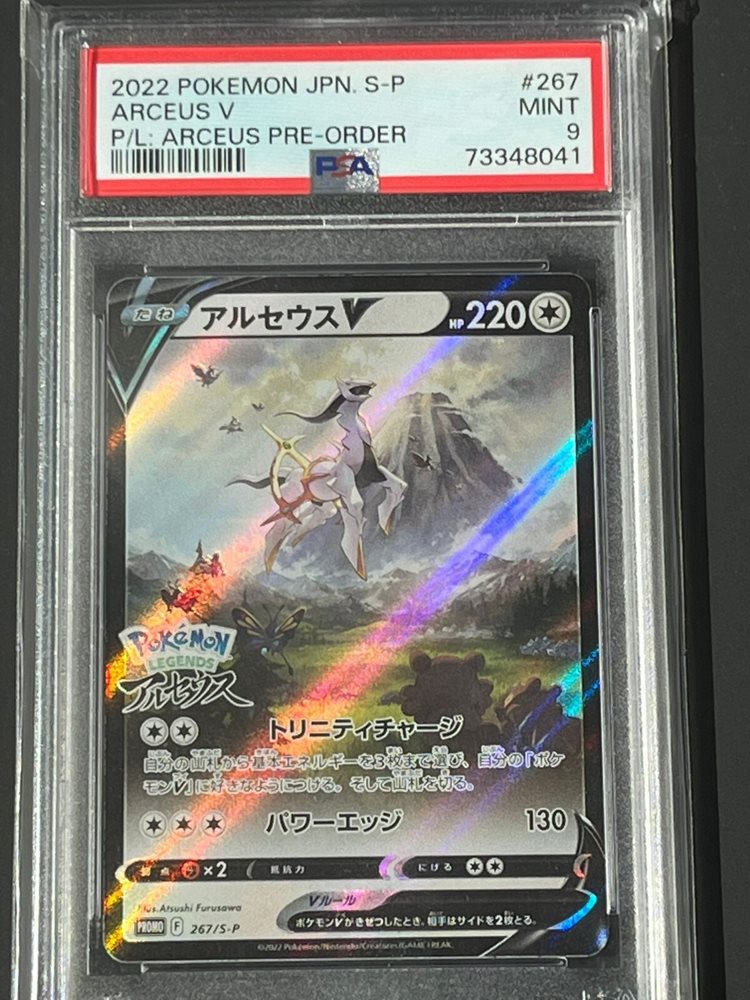 2022 POKEMON JPN. S-P #267
ARCEUS V MINT
P/L: ARCEUS PRE-ORDER 9
PSA 73348041
たね アルセウスV HP 220
POKéMON
LEGENDS
アルセウス
トリニティチャージ
自分の山札から基本エネルギーを3枚まで選び、自分の「ポケ
モンV」に好きなようにつける。そして山札を切る。
パワーエッジ 130
弱点 ×2 抵抗力 にげる
Illus.Atsushi Furusawa
Vルール
ポケモンVがきぜつしたとき、相手はサイドを2枚とる。
PROMO F 267/S-P
©2022 Pokémon/Nintendo/Creatures/GAME FREAK.